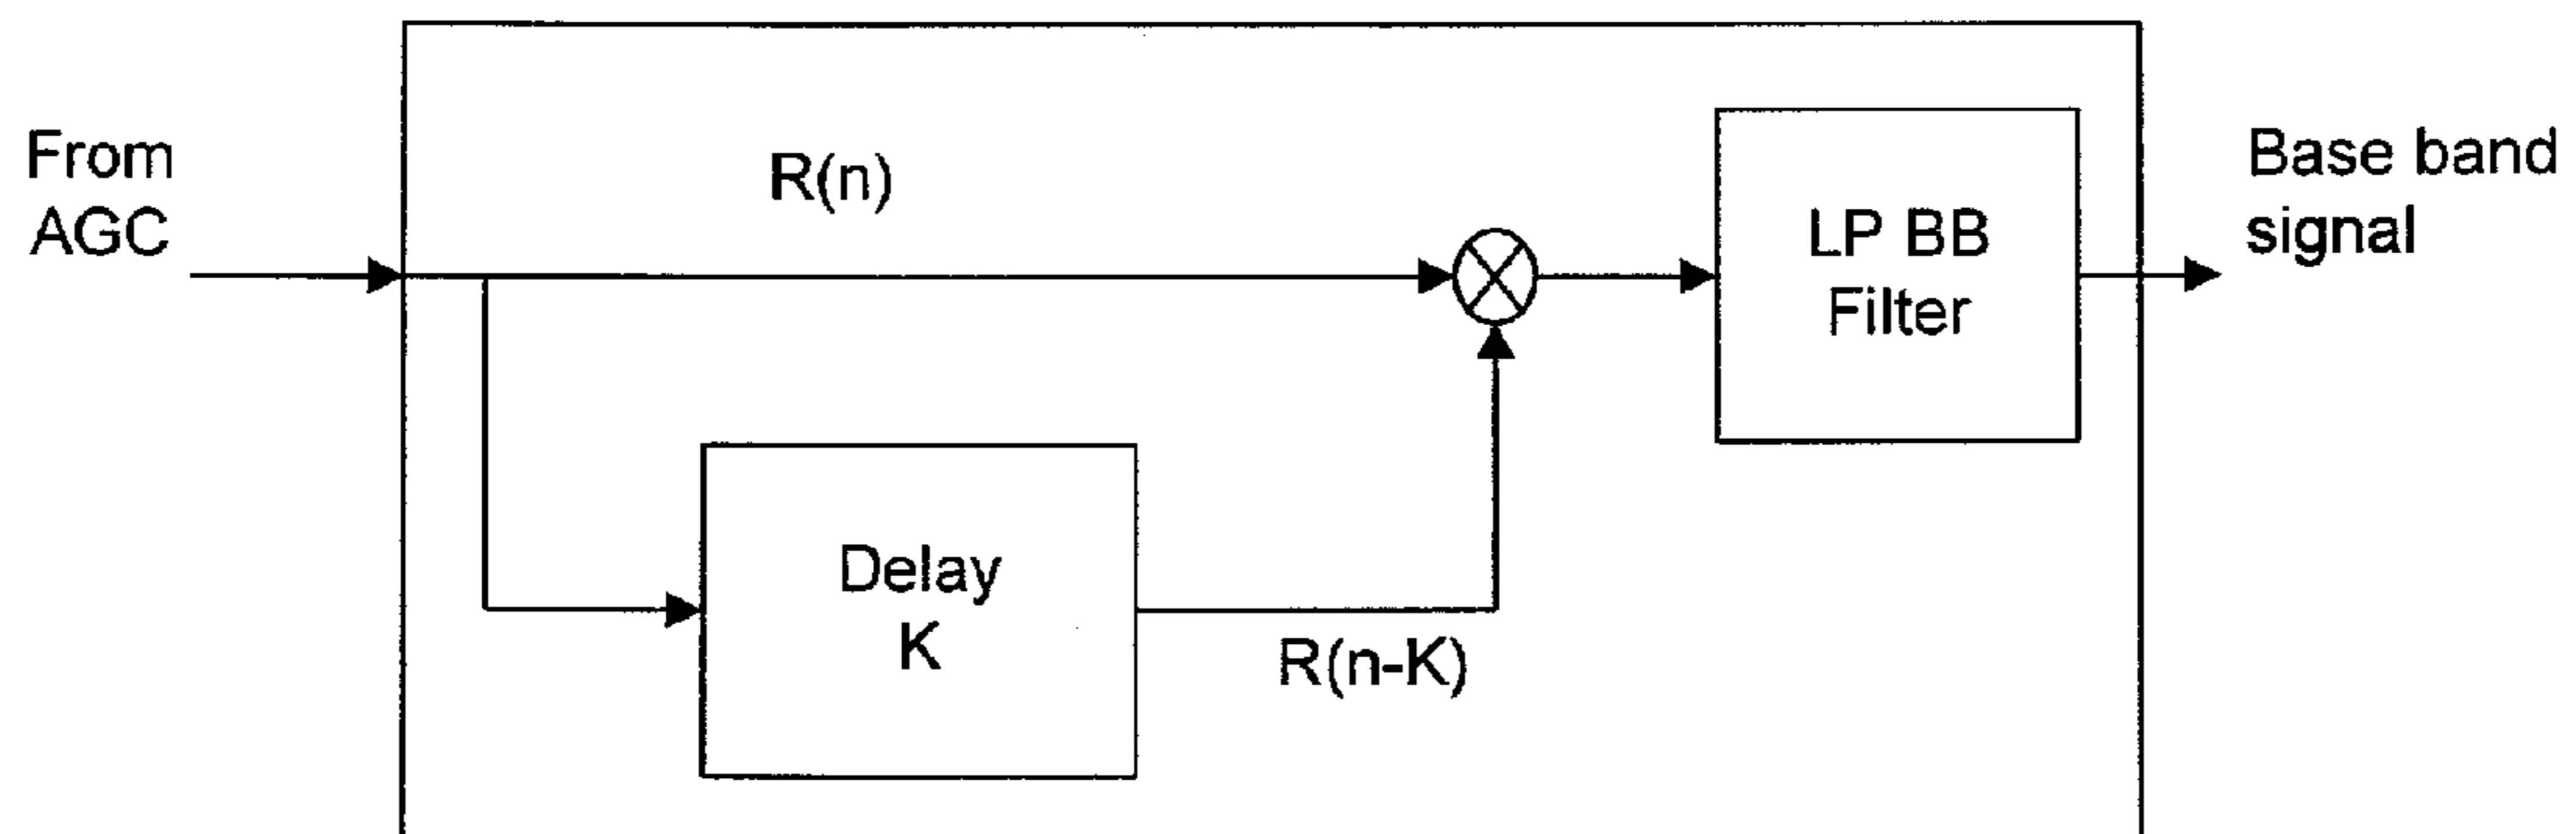 From
AGC
R(n)
LP BB
Filter
Base band
signal
Delay
K
R(n-K)